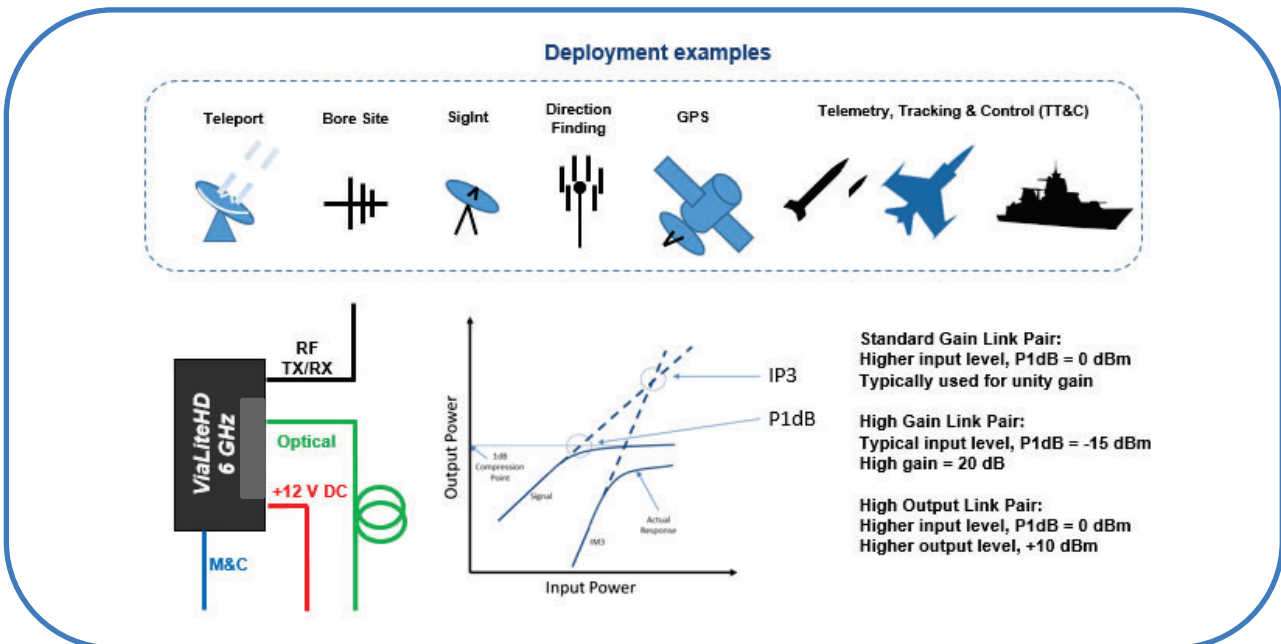 Deployment examples
Teleport
Bore Site
SigInt
Direction
Finding
GPS
Telemetry, Tracking & Control (TT&C)
RF
TX/RX
ViaLiteHD
6 GHz
Optical
+12 V DC
M&C
Output Power
1dB
Compression
Point
Signal
IM3
Actual
Response
IP3
P1dB
Input Power
Standard Gain Link Pair:
Higher input level, P1dB = 0 dBm
Typically used for unity gain
High Gain Link Pair:
Typical input level, P1dB = -15 dBm
High gain = 20 dB
High Output Link Pair:
Higher input level, P1dB = 0 dBm
Higher output level, +10 dBm